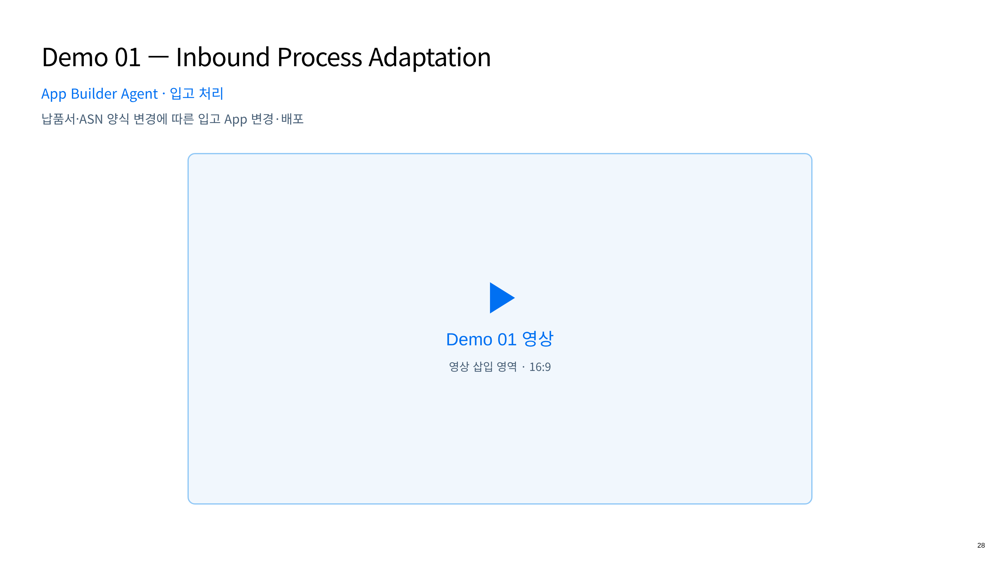 Demo 01 — Inbound Process Adaptation
App Builder Agent · 입고 처리
납품서·ASN 양식 변경에 따른 입고 App 변경·배포
Demo 01 영상
영상 삽입 영역 · 16:9
28